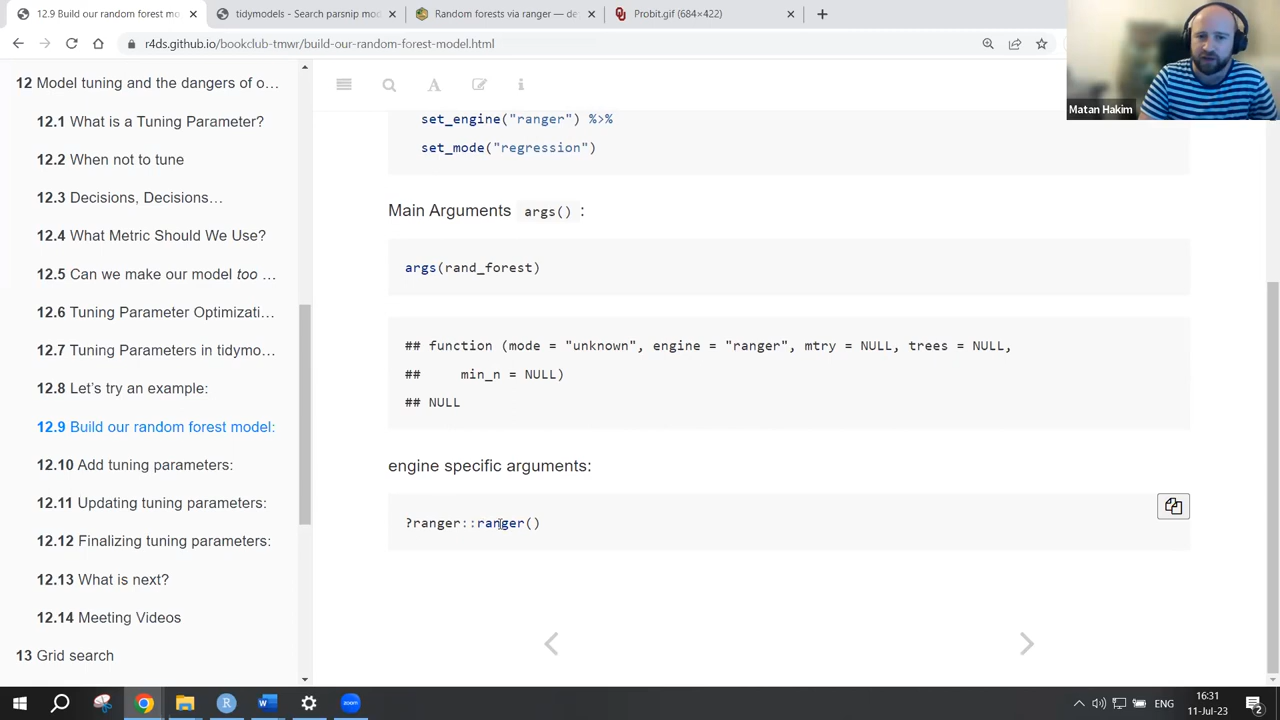 12.9 Build our random forest mo
tidymodels - Search parsnip mod
Random forests via ranger — de
Probit.gif (684×422)
r4ds.github.io/bookclub-tmwr/build-our-random-forest-model.html
Matan Hakim
12 Model tuning and the dangers of o…
12.1 What is a Tuning Parameter?
12.2 When not to tune
12.3 Decisions, Decisions…
12.4 What Metric Should We Use?
12.5 Can we make our model too …
12.6 Tuning Parameter Optimizati…
12.7 Tuning Parameters in tidymo…
12.8 Let's try an example:
12.9 Build our random forest model:
12.10 Add tuning parameters:
12.11 Updating tuning parameters:
12.12 Finalizing tuning parameters:
12.13 What is next?
12.14 Meeting Videos
13 Grid search
set_engine("ranger") %>%
set_mode("regression")
Main Arguments args() :
args(rand_forest)
## function (mode = "unknown", engine = "ranger", mtry = NULL, trees = NULL,
## min_n = NULL)
## NULL
engine specific arguments:
?ranger::ranger()
zoom
ENG
16:31
11-Jul-23
2